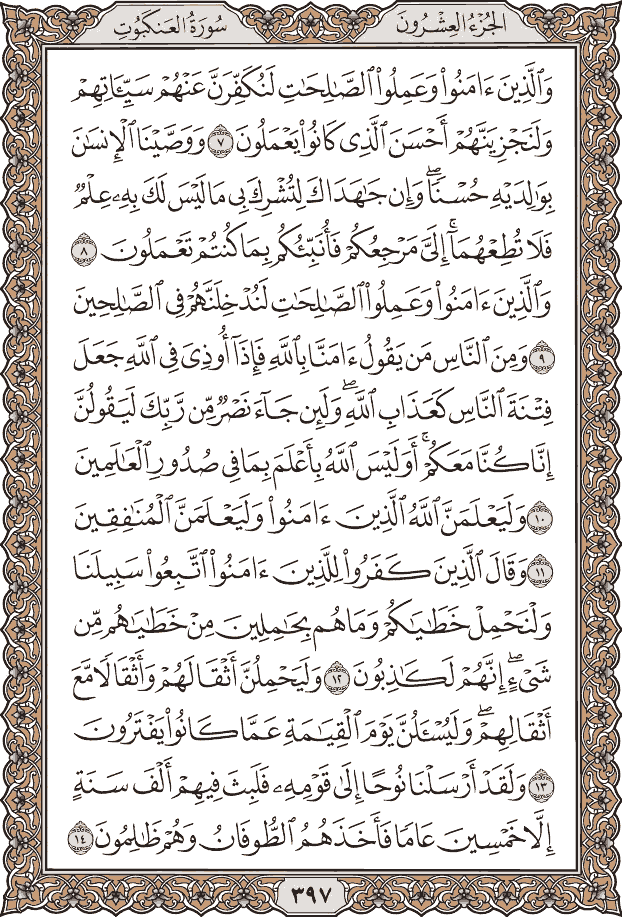 الجُزْءُ العِشْرُونَ
سُورَةُ العَنكَبُوتِ
وَٱلَّذِينَ ءَامَنُوا۟ وَعَمِلُوا۟ ٱلصَّـٰلِحَـٰتِ لَنُكَفِّرَنَّ عَنْهُمْ سَيِّـَٔاتِهِمْ
وَلَنَجْزِيَنَّهُمْ أَحْسَنَ ٱلَّذِى كَانُوا۟ يَعْمَلُونَ ٧ وَوَصَّيْنَا ٱلْإِنسَـٰنَ
بِوَٰلِدَيْهِ حُسْنًا ۖ وَإِن جَـٰهَدَاكَ لِتُشْرِكَ بِى مَا لَيْسَ لَكَ بِهِۦ عِلْمٌ
فَلَا تُطِعْهُمَآ ۚ إِلَىَّ مَرْجِعُكُمْ فَأُنَبِّئُكُم بِمَا كُنتُمْ تَعْمَلُونَ ٨
وَٱلَّذِينَ ءَامَنُوا۟ وَعَمِلُوا۟ ٱلصَّـٰلِحَـٰتِ لَنُدْخِلَنَّهُمْ فِى ٱلصَّـٰلِحِينَ
٩ وَمِنَ ٱلنَّاسِ مَن يَقُولُ ءَامَنَّا بِٱللَّهِ فَإِذَآ أُوذِىَ فِى ٱللَّهِ جَعَلَ
فِتْنَةَ ٱلنَّاسِ كَعَذَابِ ٱللَّهِ ۖ وَلَئِن جَآءَ نَصْرٌ مِّن رَّبِّكَ لَيَقُولُنَّ
إِنَّا كُنَّا مَعَكُمْ ۚ أَوَلَيْسَ ٱللَّهُ بِأَعْلَمَ بِمَا فِى صُدُورِ ٱلْعَـٰلَمِينَ
١٠ وَلَيَعْلَمَنَّ ٱللَّهُ ٱلَّذِينَ ءَامَنُوا۟ وَلَيَعْلَمَنَّ ٱلْمُنَـٰفِقِينَ
١١ وَقَالَ ٱلَّذِينَ كَفَرُوا۟ لِلَّذِينَ ءَامَنُوا۟ ٱتَّبِعُوا۟ سَبِيلَنَا
وَلْنَحْمِلْ خَطَـٰيَـٰكُمْ وَمَا هُم بِحَـٰمِلِينَ مِنْ خَطَـٰيَـٰهُم مِّن
شَىْءٍ ۖ إِنَّهُمْ لَكَـٰذِبُونَ ١٢ وَلَيَحْمِلُنَّ أَثْقَالَهُمْ وَأَثْقَالًا مَّعَ
أَثْقَالِهِمْ ۖ وَلَيُسْـَٔلُنَّ يَوْمَ ٱلْقِيَـٰمَةِ عَمَّا كَانُوا۟ يَفْتَرُونَ
١٣ وَلَقَدْ أَرْسَلْنَا نُوحًا إِلَىٰ قَوْمِهِۦ فَلَبِثَ فِيهِمْ أَلْفَ سَنَةٍ
إِلَّا خَمْسِينَ عَامًا فَأَخَذَهُمُ ٱلطُّوفَانُ وَهُمْ ظَـٰلِمُونَ ١٤
٣٩٧